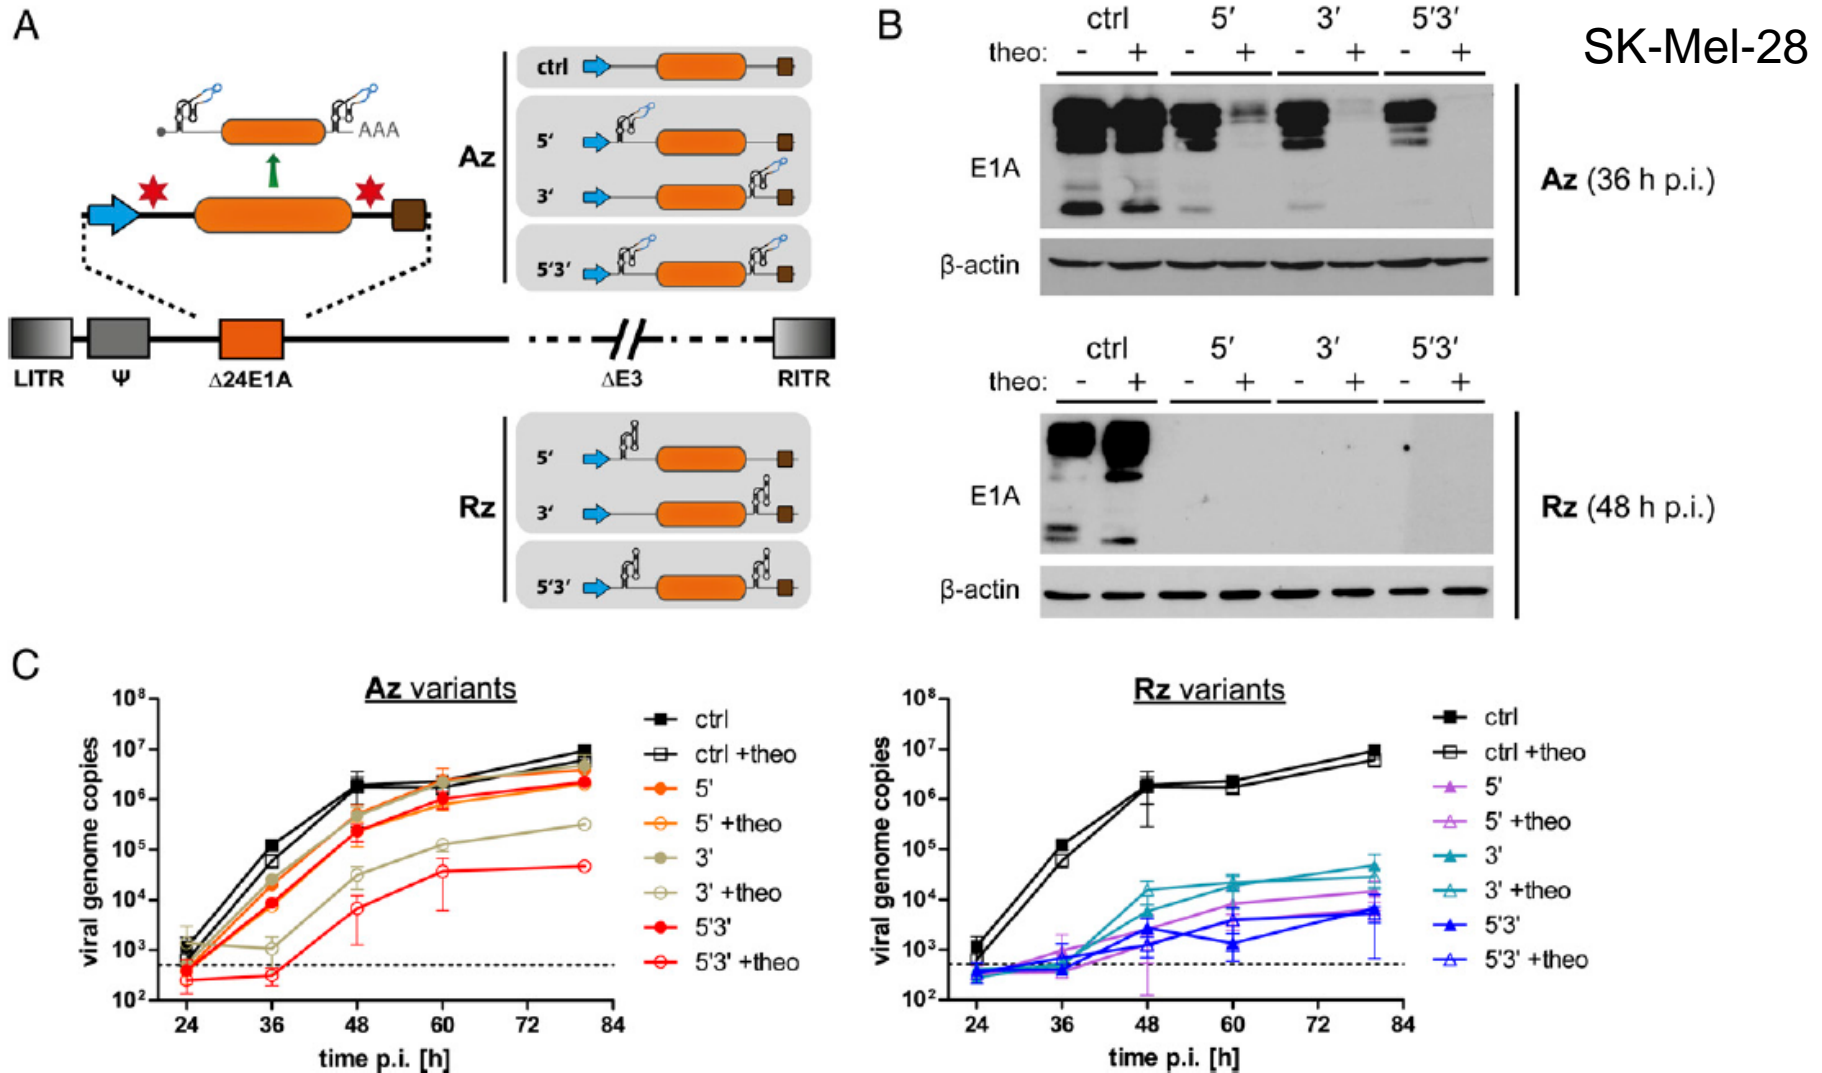 A
AAA
LITR
Ψ
Δ24E1A
ΔE3
RITR
Az
ctrl
5‘
3‘
5‘3‘
Rz
5‘
3‘
5‘3‘
B
SK-Mel-28
ctrl 5′ 3′ 5′3′
theo: - + - + - + - +
E1A
β-actin
Az (36 h p.i.)
ctrl 5′ 3′ 5′3′
theo: - + - + - + - +
E1A
β-actin
Rz (48 h p.i.)
C
Az variants
viral genome copies
10⁸
10⁷
10⁶
10⁵
10⁴
10³
10²
24 36 48 60 72 84
time p.i. [h]
ctrl
ctrl +theo
5'
5' +theo
3'
3' +theo
5'3'
5'3' +theo
Rz variants
viral genome copies
10⁸
10⁷
10⁶
10⁵
10⁴
10³
10²
24 36 48 60 72 84
time p.i. [h]
ctrl
ctrl +theo
5'
5' +theo
3'
3' +theo
5'3'
5'3' +theo